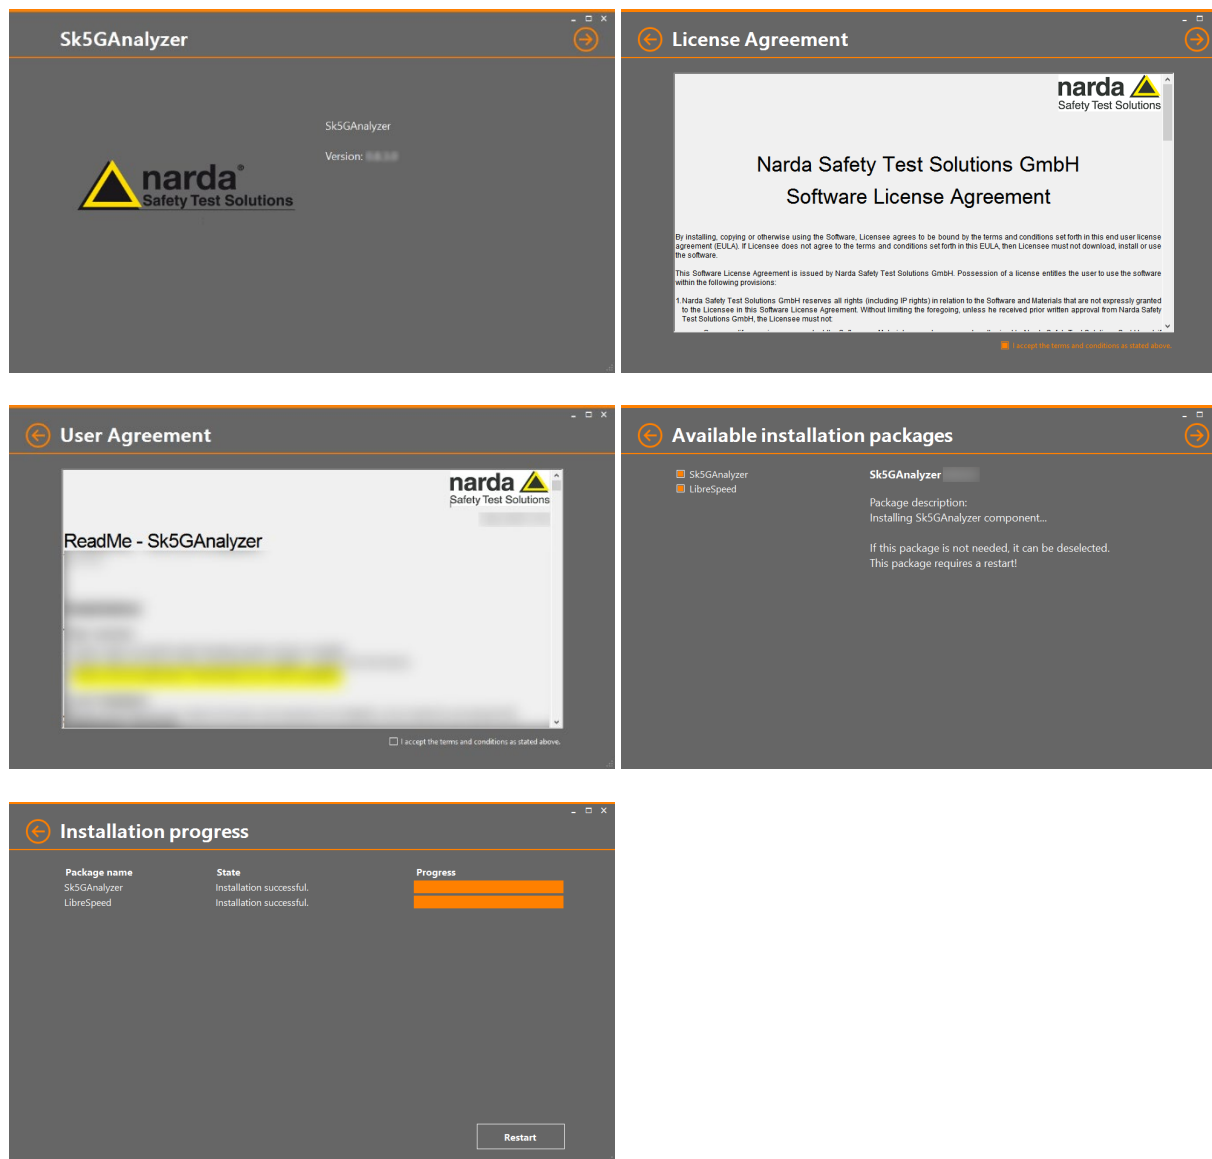 Sk5GAnalyzer
Sk5GAnalyzer
Version:
narda®
Safety Test Solutions
License Agreement
narda
Safety Test Solutions
Narda Safety Test Solutions GmbH
Software License Agreement
By installing, copying or otherwise using the Software, Licensee agrees to be bound by the terms and conditions set forth in this end user license
agreement (EULA). If Licensee does not agree to the terms and conditions set forth in this EULA, then Licensee must not download, install or use
the software.
This Software License Agreement is issued by Narda Safety Test Solutions GmbH. Possession of a license entitles the user to use the software
within the following provisions:
1. Narda Safety Test Solutions GmbH reserves all rights (including IP rights) in relation to the Software and Materials that are not expressly granted
to the Licensee in this Software License Agreement. Without limiting the foregoing, unless he received prior written approval from Narda Safety
Test Solutions GmbH, the Licensee must not:
I accept the terms and conditions as stated above.
User Agreement
narda
Safety Test Solutions
ReadMe - Sk5GAnalyzer
I accept the terms and conditions as stated above.
Available installation packages
Sk5GAnalyzer
LibreSpeed
Sk5GAnalyzer
Package description:
Installing Sk5GAnalyzer component...
If this package is not needed, it can be deselected.
This package requires a restart!
Installation progress
Package name State Progress
Sk5GAnalyzer Installation successful.
LibreSpeed Installation successful.
Restart